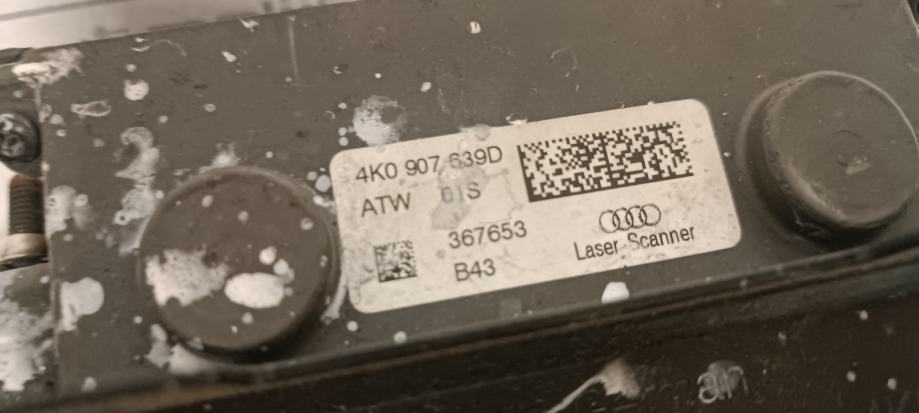 4K0 907 639D
ATW 01S
367653
B43
Laser Scanner